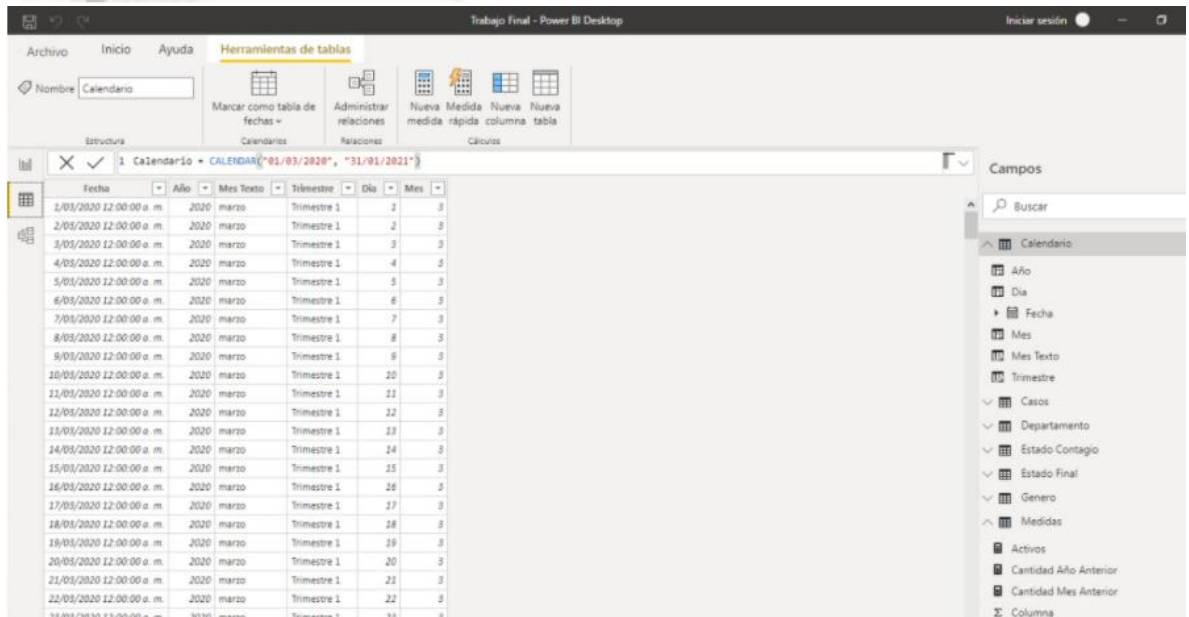 Trabajo Final - Power BI Desktop
Iniciar sesión
Archivo Inicio Ayuda Herramientas de tablas
Nombre Calendario
Marcar como tabla de fechas
Administrar relaciones
Nueva medida
Medida rápida
Nueva columna
Nueva tabla
Estructura Calendarios Relaciones Cálculos
1 Calendario = CALENDAR("01/03/2020", "31/01/2021")
Fecha Año Mes Texto Trimestre Dia Mes
1/03/2020 12:00:00 a. m. 2020 marzo Trimestre 1 1 3
2/03/2020 12:00:00 a. m. 2020 marzo Trimestre 1 2 3
3/03/2020 12:00:00 a. m. 2020 marzo Trimestre 1 3 3
4/03/2020 12:00:00 a. m. 2020 marzo Trimestre 1 4 3
5/03/2020 12:00:00 a. m. 2020 marzo Trimestre 1 5 3
6/03/2020 12:00:00 a. m. 2020 marzo Trimestre 1 6 3
7/03/2020 12:00:00 a. m. 2020 marzo Trimestre 1 7 3
8/03/2020 12:00:00 a. m. 2020 marzo Trimestre 1 8 3
9/03/2020 12:00:00 a. m. 2020 marzo Trimestre 1 9 3
10/03/2020 12:00:00 a. m. 2020 marzo Trimestre 1 10 3
11/03/2020 12:00:00 a. m. 2020 marzo Trimestre 1 11 3
12/03/2020 12:00:00 a. m. 2020 marzo Trimestre 1 12 3
13/03/2020 12:00:00 a. m. 2020 marzo Trimestre 1 13 3
14/03/2020 12:00:00 a. m. 2020 marzo Trimestre 1 14 3
15/03/2020 12:00:00 a. m. 2020 marzo Trimestre 1 15 3
16/03/2020 12:00:00 a. m. 2020 marzo Trimestre 1 16 3
17/03/2020 12:00:00 a. m. 2020 marzo Trimestre 1 17 3
18/03/2020 12:00:00 a. m. 2020 marzo Trimestre 1 18 3
19/03/2020 12:00:00 a. m. 2020 marzo Trimestre 1 19 3
20/03/2020 12:00:00 a. m. 2020 marzo Trimestre 1 20 3
21/03/2020 12:00:00 a. m. 2020 marzo Trimestre 1 21 3
22/03/2020 12:00:00 a. m. 2020 marzo Trimestre 1 22 3
Campos
Buscar
Calendario
Año
Dia
Fecha
Mes
Mes Texto
Trimestre
Casos
Departamento
Estado Contagio
Estado Final
Genero
Medidas
Activos
Cantidad Año Anterior
Cantidad Mes Anterior
Columna